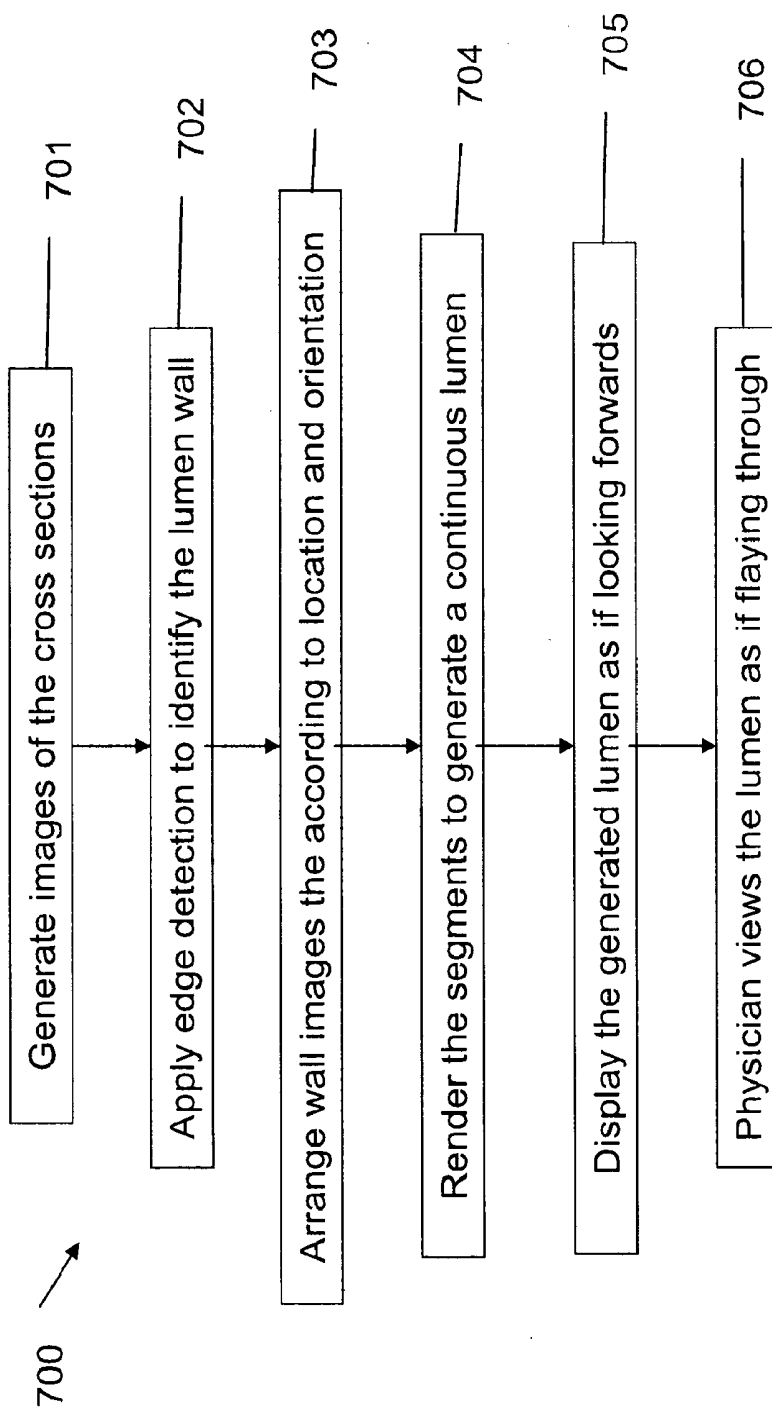 700
Generate images of the cross sections
701
Apply edge detection to identify the lumen wall
702
Arrange wall images the according to location and orientation
703
Render the segments to generate a continuous lumen
704
Display the generated lumen as if looking forwards
705
Physician views the lumen as if flaying through
706